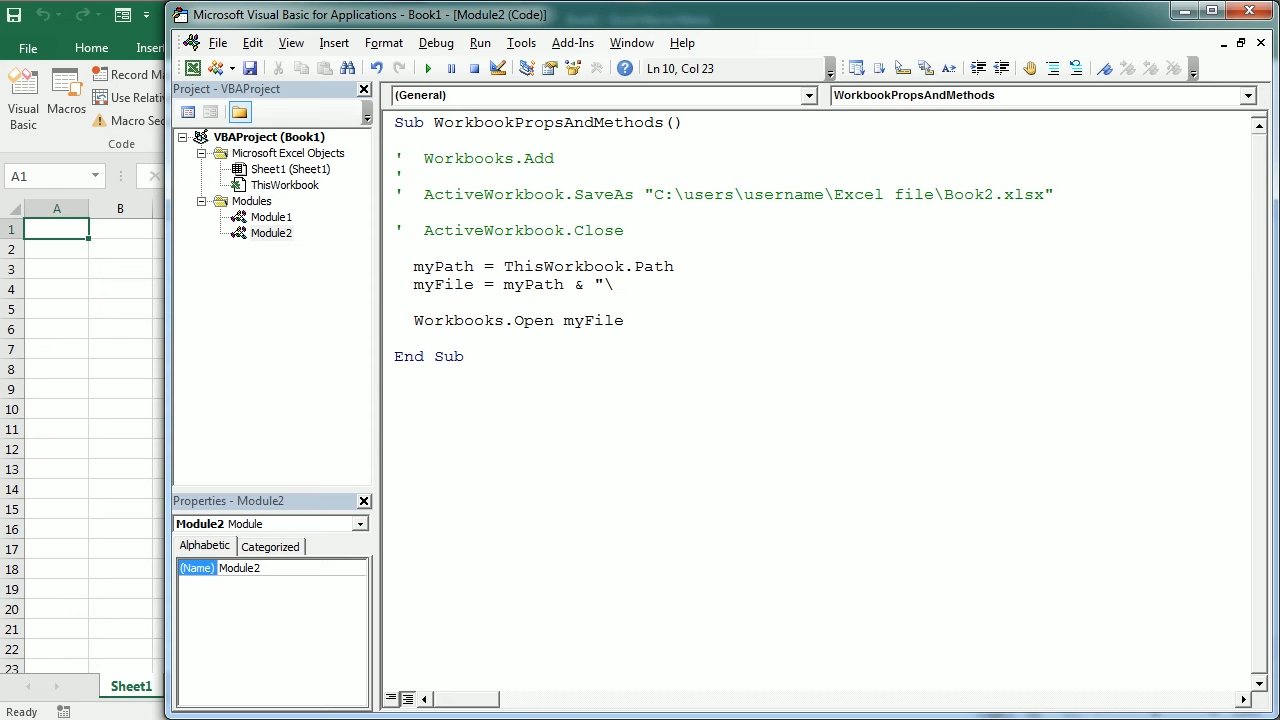 Microsoft Visual Basic for Applications - Book1 - [Module2 (Code)]
File Home Inser
File Edit View Insert Format Debug Run Tools Add-Ins Window Help
Ln 10, Col 23
Visual
Basic
Macros
Record Ma
Use Relativ
Macro Sec
Code
A1
A B
1
2
3
4
5
6
7
8
9
10
11
12
13
14
15
16
17
18
19
20
21
22
23
Sheet1
Ready
Project - VBAProject
VBAProject (Book1)
Microsoft Excel Objects
Sheet1 (Sheet1)
ThisWorkbook
Modules
Module1
Module2
Properties - Module2
Module2 Module
Alphabetic Categorized
(Name) Module2
(General) WorkbookPropsAndMethods
Sub WorkbookPropsAndMethods()
'  Workbooks.Add
'
'  ActiveWorkbook.SaveAs "C:\users\username\Excel file\Book2.xlsx"
'  ActiveWorkbook.Close
myPath = ThisWorkbook.Path
myFile = myPath & "\
Workbooks.Open myFile
End Sub